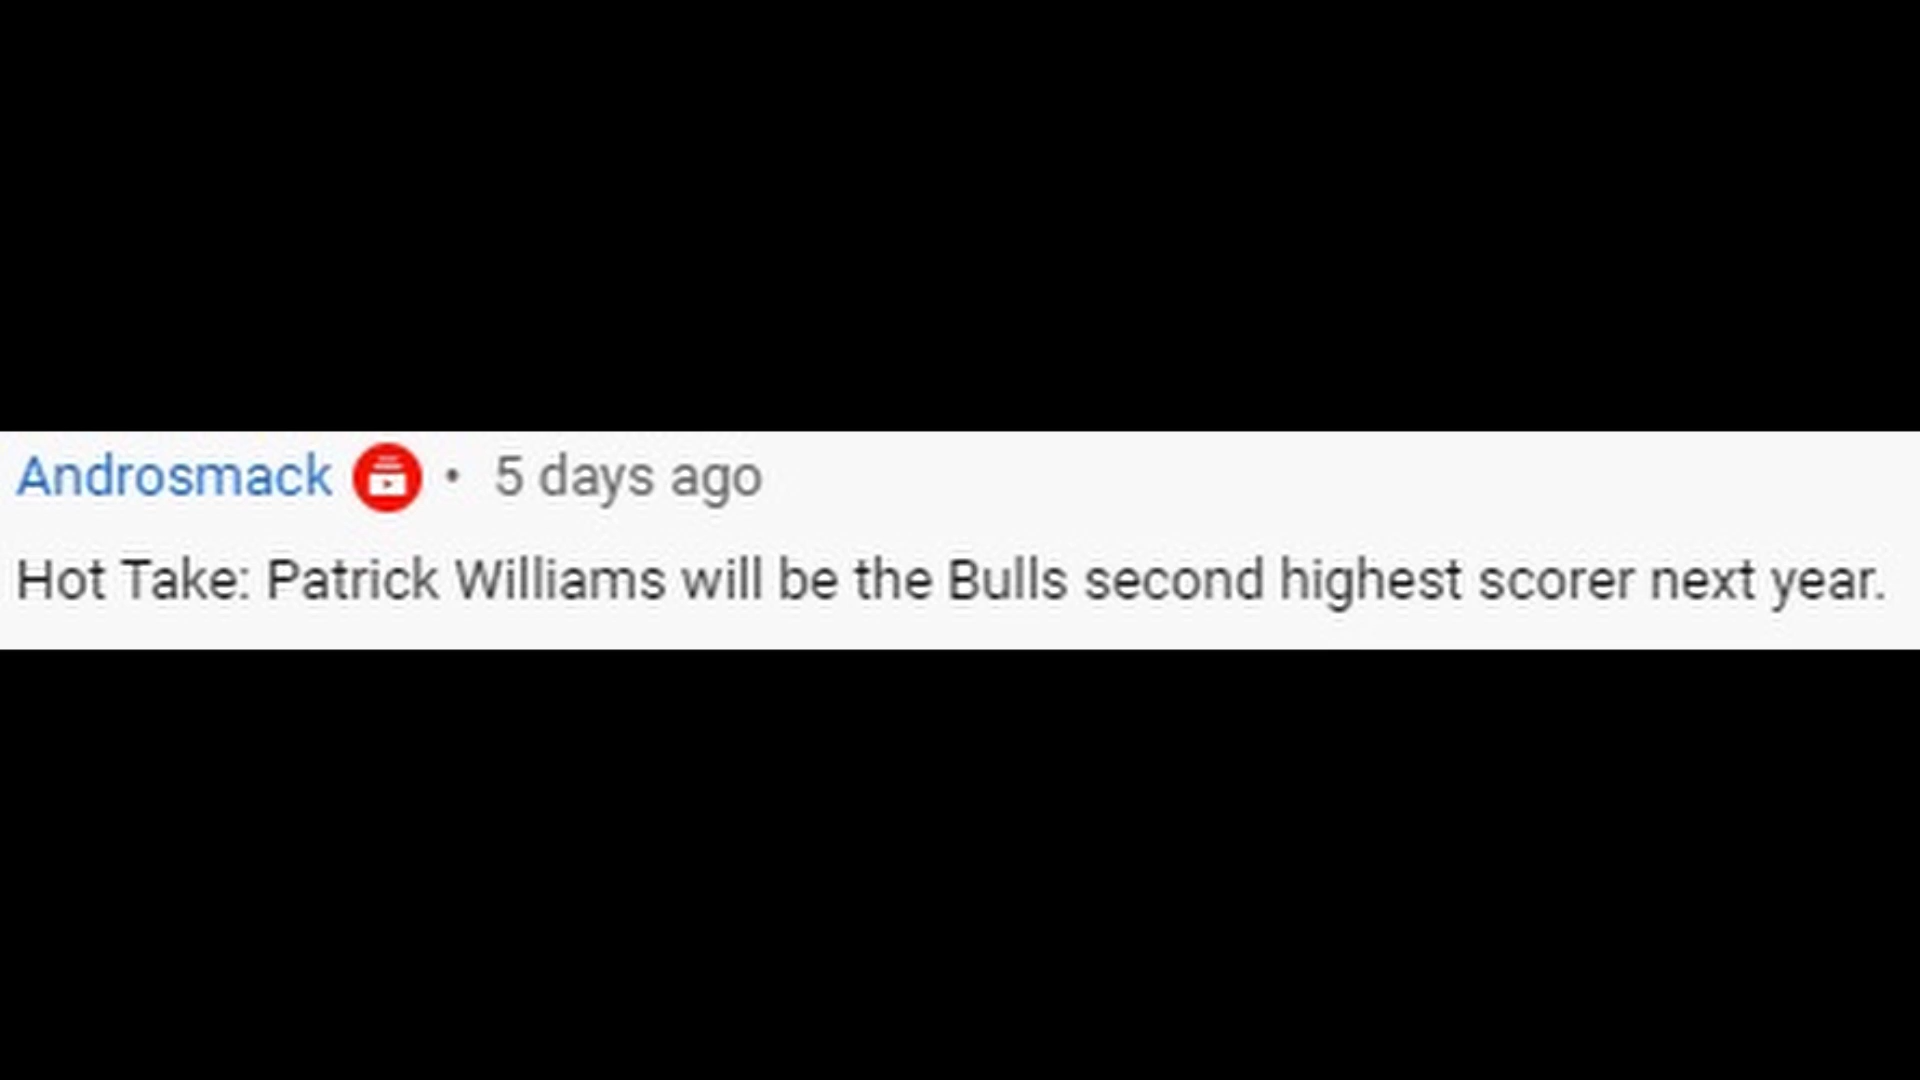 Androsmack • 5 days ago
Hot Take: Patrick Williams will be the Bulls second highest scorer next year.